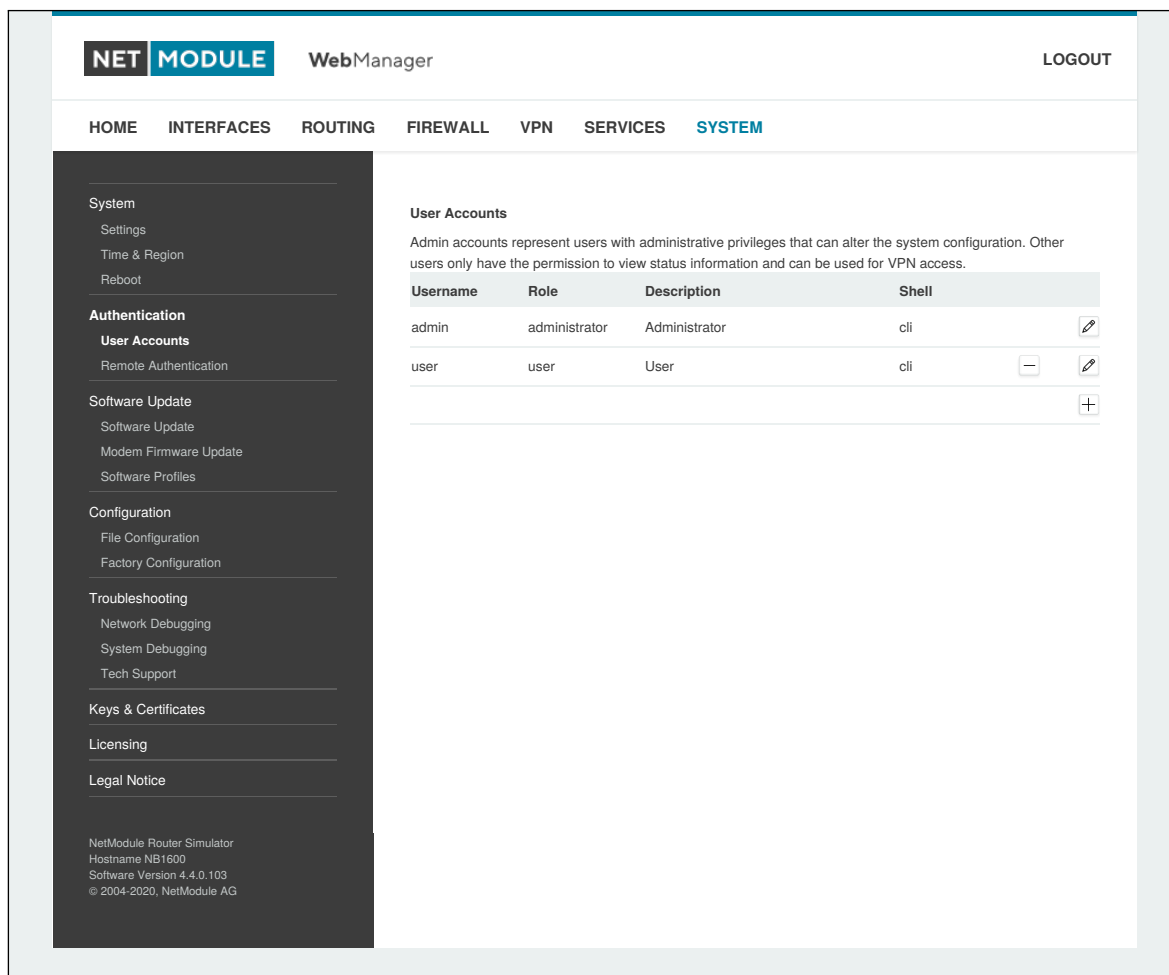 NET MODULE WebManager LOGOUT
HOME INTERFACES ROUTING FIREWALL VPN SERVICES SYSTEM
System
Settings
Time & Region
Reboot
Authentication
User Accounts
Remote Authentication
Software Update
Software Update
Modem Firmware Update
Software Profiles
Configuration
File Configuration
Factory Configuration
Troubleshooting
Network Debugging
System Debugging
Tech Support
Keys & Certificates
Licensing
Legal Notice
NetModule Router Simulator
Hostname NB1600
Software Version 4.4.0.103
© 2004-2020, NetModule AG
User Accounts
Admin accounts represent users with administrative privileges that can alter the system configuration. Other
users only have the permission to view status information and can be used for VPN access.
Username Role Description Shell
admin administrator Administrator cli
user user User cli